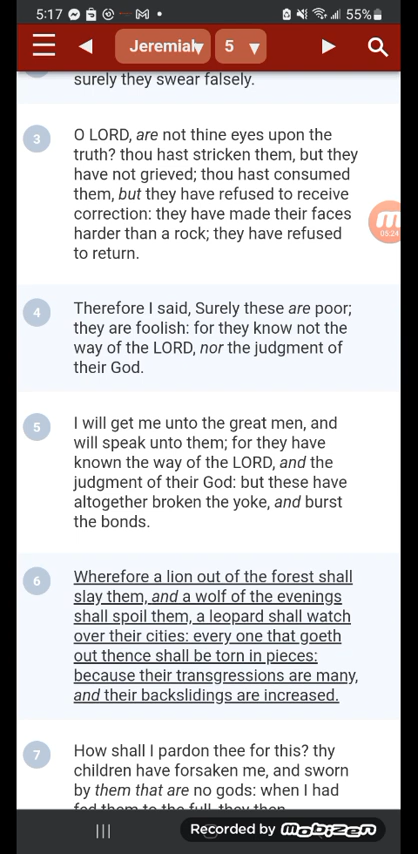 5:17
55%
Jeremiah
5
surely they swear falsely.
3
O LORD, are not thine eyes upon the
truth? thou hast stricken them, but they
have not grieved; thou hast consumed
them, but they have refused to receive
correction: they have made their faces
harder than a rock; they have refused
to return.
05:24
4
Therefore I said, Surely these are poor;
they are foolish: for they know not the
way of the LORD, nor the judgment of
their God.
5
I will get me unto the great men, and
will speak unto them; for they have
known the way of the LORD, and the
judgment of their God: but these have
altogether broken the yoke, and burst
the bonds.
6
Wherefore a lion out of the forest shall
slay them, and a wolf of the evenings
shall spoil them, a leopard shall watch
over their cities: every one that goeth
out thence shall be torn in pieces:
because their transgressions are many,
and their backslidings are increased.
7
How shall I pardon thee for this? thy
children have forsaken me, and sworn
by them that are no gods: when I had
fed them to the full, they then
Recorded by mobizen